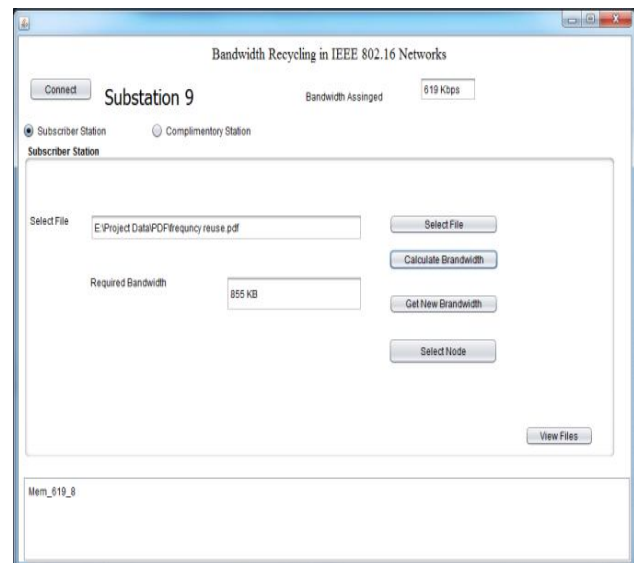 Bandwidth Recycling in IEEE 802.16 Networks
Connect
Substation 9
Bandwidth Assinged
619 Kbps
Subscriber Station
Complimentory Station
Subscriber Station
Select File
E:\Project Data\PDF\frequncy reuse.pdf
Select File
Calculate Brandwidth
Required Bandwidth
855 KB
Get New Brandwidth
Select Node
View Files
Mem_619_8